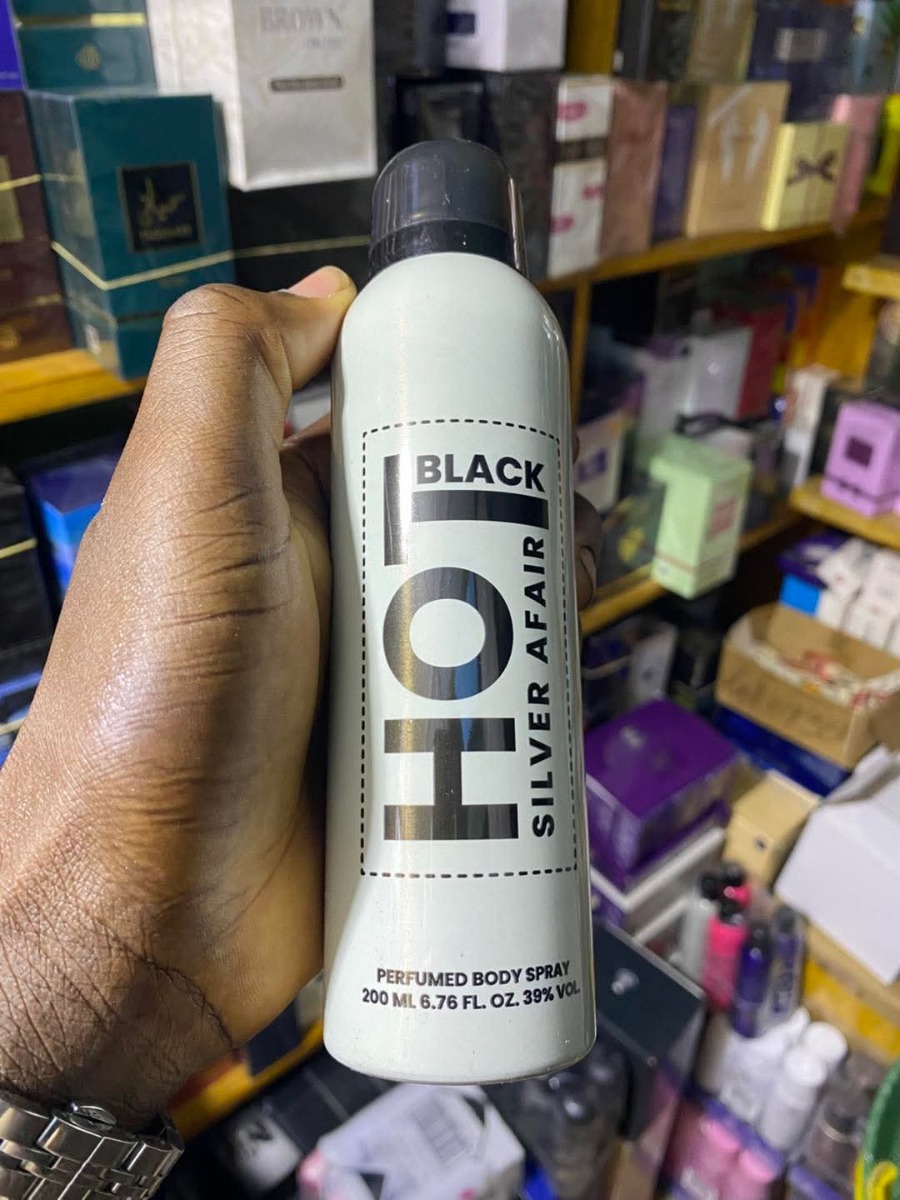 BROWN
BLACK
HOT
SILVER AFAIR
PERFUMED BODY SPRAY
200 ML 6.76 FL. OZ. 39% VOL.